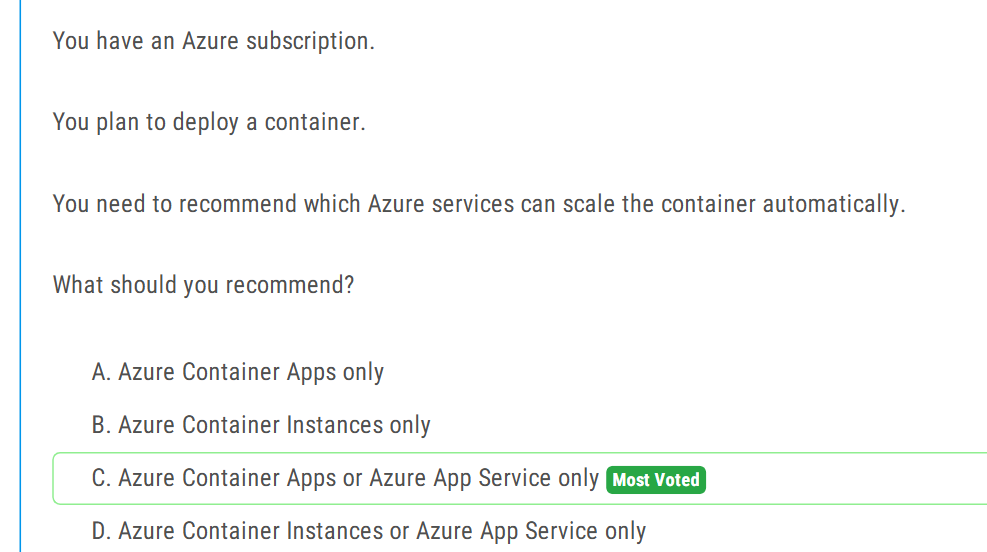 You have an Azure subscription.
You plan to deploy a container.
You need to recommend which Azure services can scale the container automatically.
What should you recommend?
A. Azure Container Apps only
B. Azure Container Instances only
C. Azure Container Apps or Azure App Service only Most Voted
D. Azure Container Instances or Azure App Service only